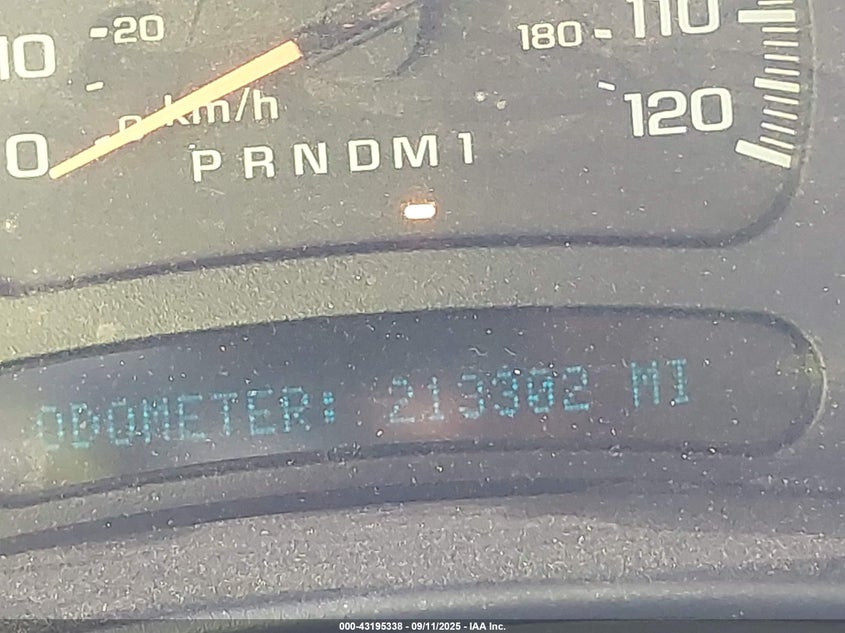 10 -20 180 110
0 km/h 120
PRNDM1
ODOMETER: 213302 MI
000-43195338 - 09/11/2025 - IAA Inc.